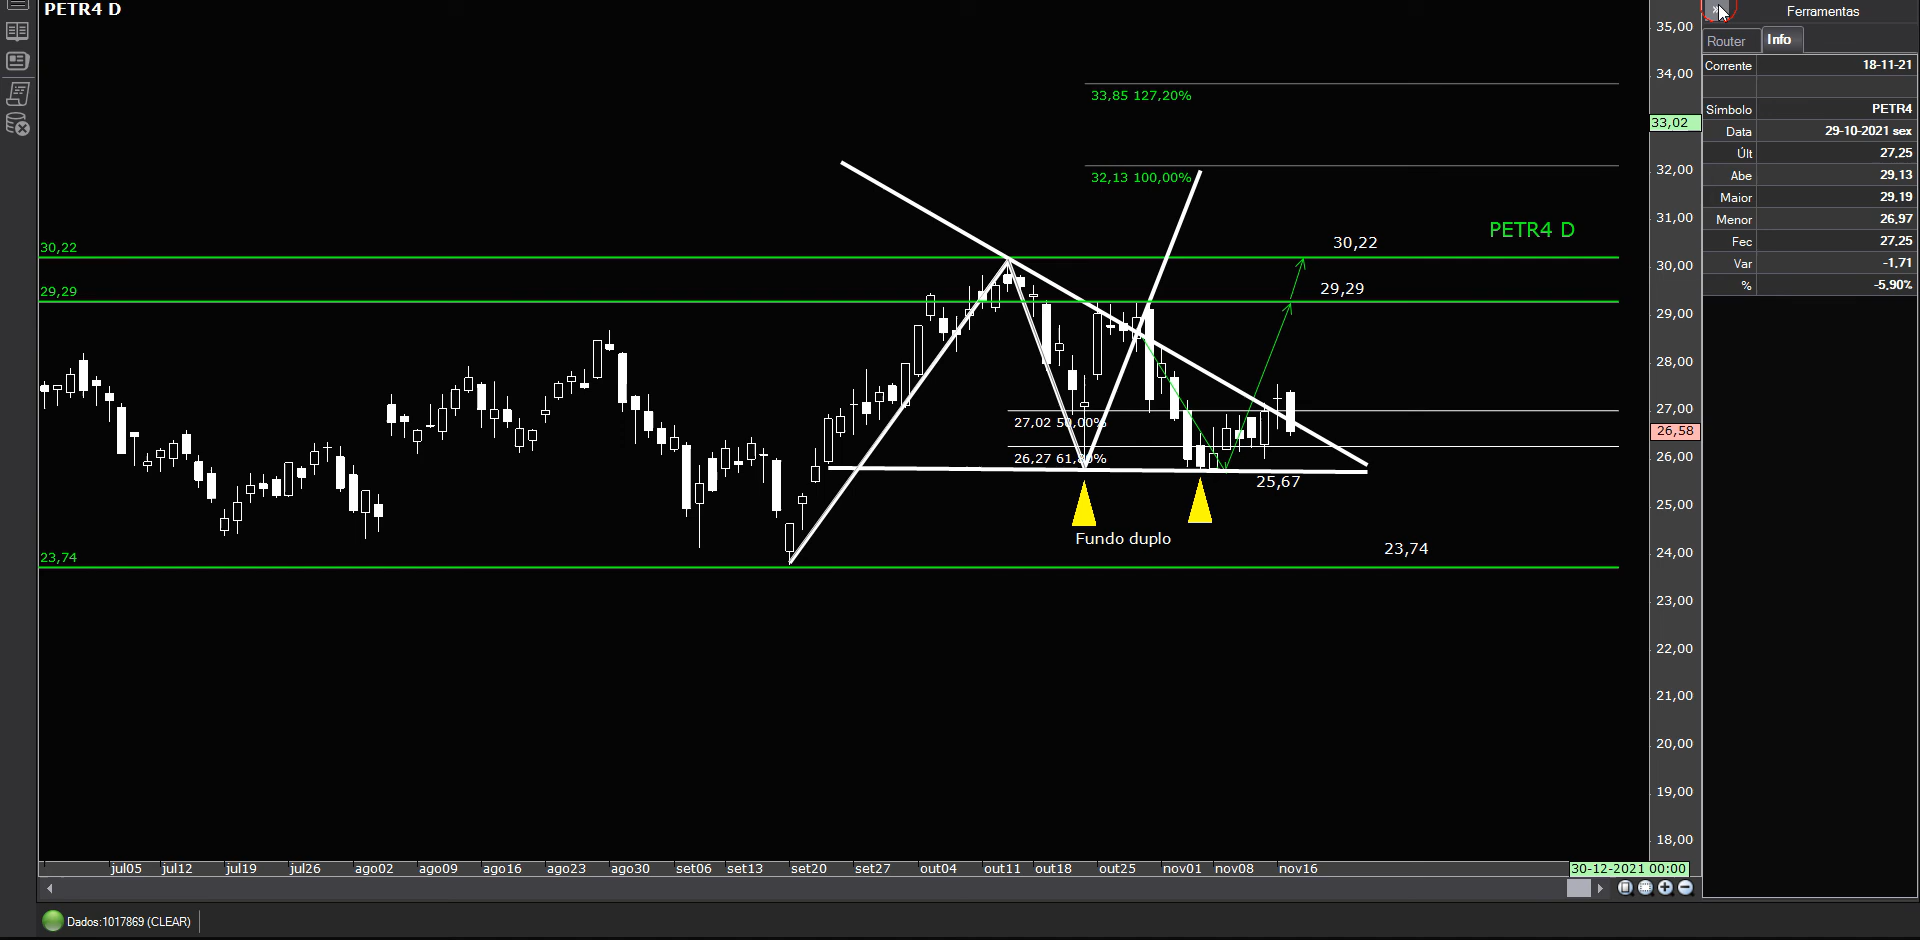 PETR4 D
33,85 127,20%
32,13 100,00%
PETR4 D
30,22
30,22
29,29
29,29
27,02 50,00%
26,27 61,80%
25,67
Fundo duplo
23,74
23,74
35,00
34,00
33,02
32,00
31,00
30,00
29,00
28,00
27,00
26,58
26,00
25,00
24,00
23,00
22,00
21,00
20,00
19,00
18,00
jul05 jul12 jul19 jul26 ago02 ago09 ago16 ago23 ago30 set06 set13 set20 set27 out04 out11 out18 out25 nov01 nov08 nov16 30-12-2021 00:00
Ferramentas
Router Info
Corrente 18-11-21
Símbolo PETR4
Data 29-10-2021 sex
Últ 27,25
Abe 29,13
Maior 29,19
Menor 26,97
Fec 27,25
Var -1,71
% -5,90%
Dados:1017869 (CLEAR)